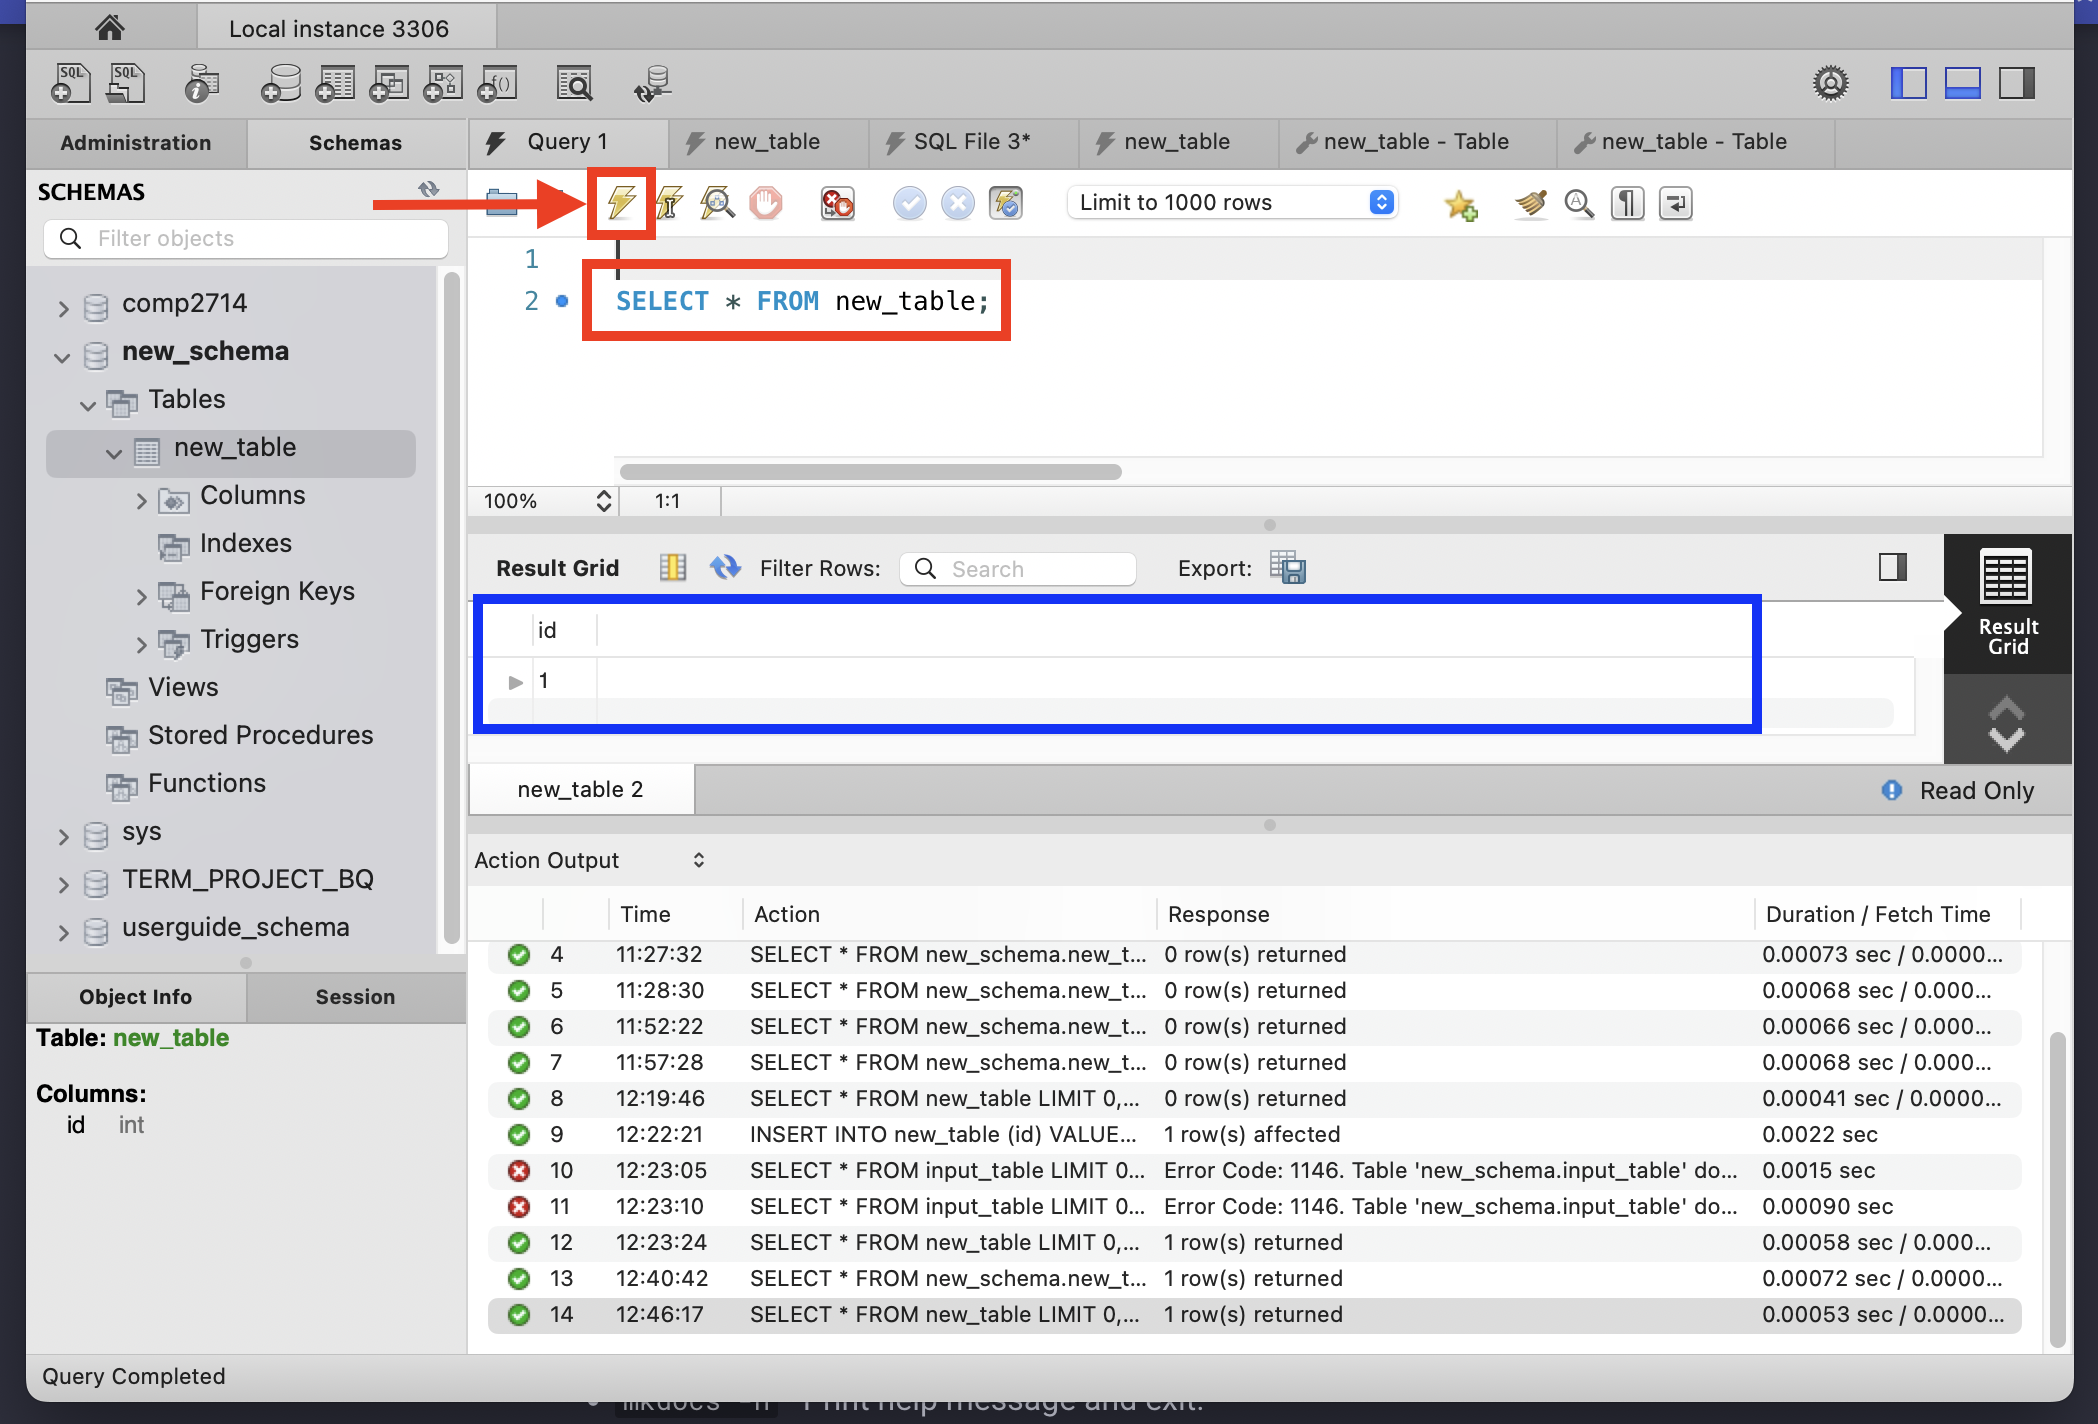 Local instance 3306
SQL
SQL
i
f()
Administration
Schemas
Query 1
new_table
SQL File 3*
new_table
new_table - Table
new_table - Table
SCHEMAS
Filter objects
Limit to 1000 rows
1
2 SELECT * FROM new_table;
comp2714
new_schema
Tables
new_table
Columns
Indexes
Foreign Keys
Triggers
Views
Stored Procedures
Functions
sys
TERM_PROJECT_BQ
userguide_schema
100%
1:1
Result Grid
Filter Rows:
Search
Export:
Result
Grid
id
1
new_table 2
Read Only
Action Output
Time Action Response Duration / Fetch Time
4 11:27:32 SELECT * FROM new_schema.new_t... 0 row(s) returned 0.00073 sec / 0.0000...
5 11:28:30 SELECT * FROM new_schema.new_t... 0 row(s) returned 0.00068 sec / 0.000...
6 11:52:22 SELECT * FROM new_schema.new_t... 0 row(s) returned 0.00066 sec / 0.000...
7 11:57:28 SELECT * FROM new_schema.new_t... 0 row(s) returned 0.00068 sec / 0.000...
8 12:19:46 SELECT * FROM new_table LIMIT 0,... 0 row(s) returned 0.00041 sec / 0.0000...
9 12:22:21 INSERT INTO new_table (id) VALUE... 1 row(s) affected 0.0022 sec
10 12:23:05 SELECT * FROM input_table LIMIT 0... Error Code: 1146. Table 'new_schema.input_table' do... 0.0015 sec
11 12:23:10 SELECT * FROM input_table LIMIT 0... Error Code: 1146. Table 'new_schema.input_table' do... 0.00090 sec
12 12:23:24 SELECT * FROM new_table LIMIT 0,... 1 row(s) returned 0.00058 sec / 0.000...
13 12:40:42 SELECT * FROM new_schema.new_t... 1 row(s) returned 0.00072 sec / 0.0000...
14 12:46:17 SELECT * FROM new_table LIMIT 0,... 1 row(s) returned 0.00053 sec / 0.0000...
Object Info
Session
Table: new_table
Columns:
id int
Query Completed
mkdocs -h Print help message and exit.